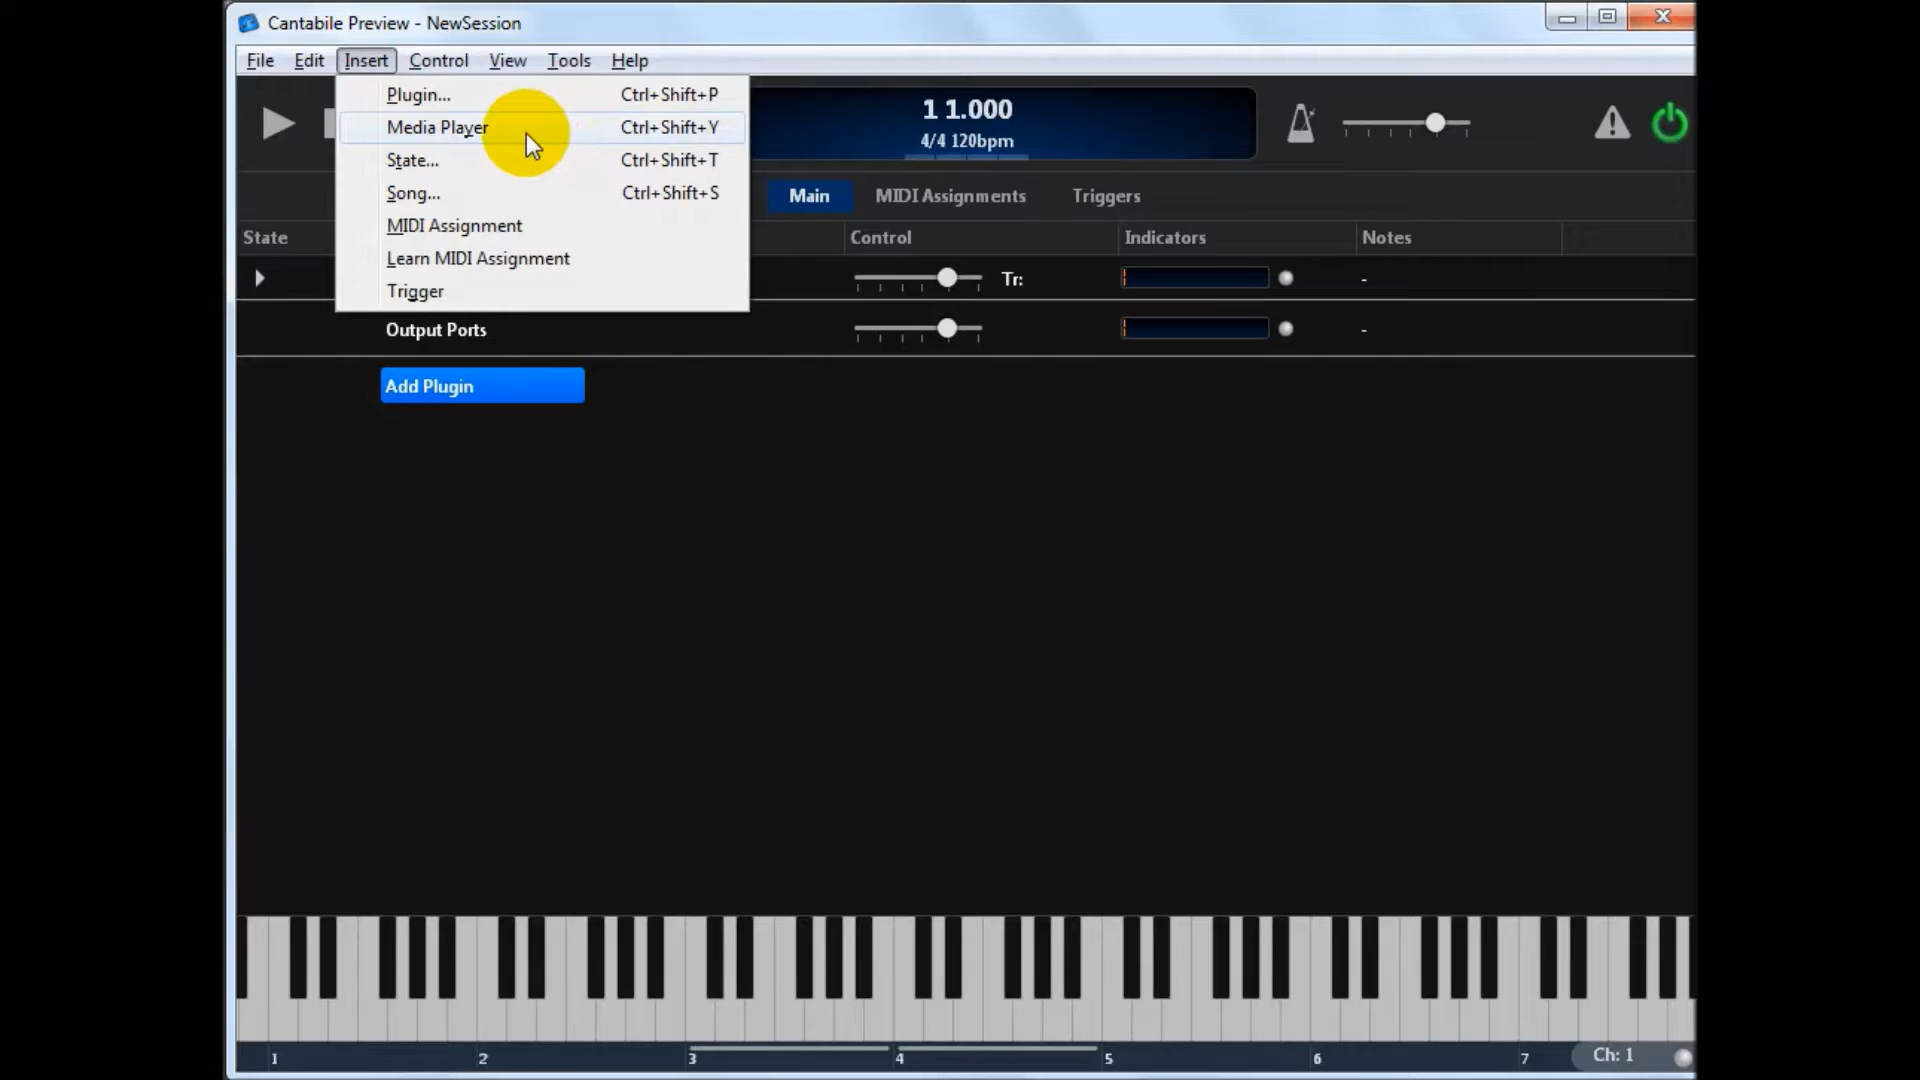 Cantabile Preview - NewSession
File Edit Insert Control View Tools Help
Plugin... Ctrl+Shift+P
Media Player Ctrl+Shift+Y
State... Ctrl+Shift+T
Song... Ctrl+Shift+S
MIDI Assignment
Learn MIDI Assignment
Trigger
1 1.000
4/4 120bpm
Main MIDI Assignments Triggers
State Control Indicators Notes
Tr: -
Output Ports -
Add Plugin
1 2 3 4 5 6 7 Ch: 1